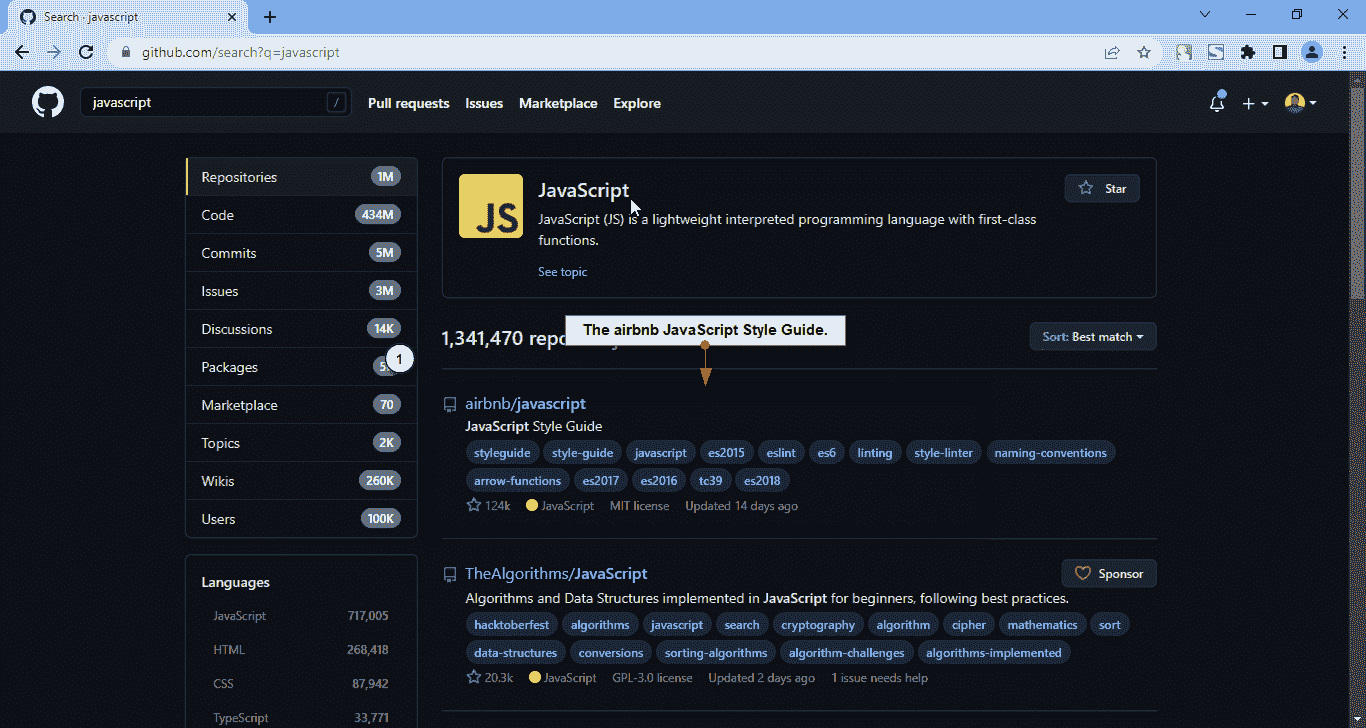 Search · javascript
github.com/search?q=javascript
javascript
/
Pull requests Issues Marketplace Explore
Repositories 1M
Code 434M
Commits 5M
Issues 3M
Discussions 14K
Packages
1
Marketplace 70
Topics 2K
Wikis 260K
Users 100K
Languages
JavaScript 717,005
HTML 268,418
CSS 87,942
TypeScript 33,771
JS
JavaScript
Star
JavaScript (JS) is a lightweight interpreted programming language with first-class
functions.
See topic
1,341,470
The airbnb JavaScript Style Guide.
Sort: Best match
airbnb/javascript
JavaScript Style Guide
styleguide style-guide javascript es2015 eslint es6 linting style-linter naming-conventions
arrow-functions es2017 es2016 tc39 es2018
124k JavaScript MIT license Updated 14 days ago
TheAlgorithms/JavaScript
Sponsor
Algorithms and Data Structures implemented in JavaScript for beginners, following best practices.
hacktoberfest algorithms javascript search cryptography algorithm cipher mathematics sort
data-structures conversions sorting-algorithms algorithm-challenges algorithms-implemented
20.3k JavaScript GPL-3.0 license Updated 2 days ago 1 issue needs help